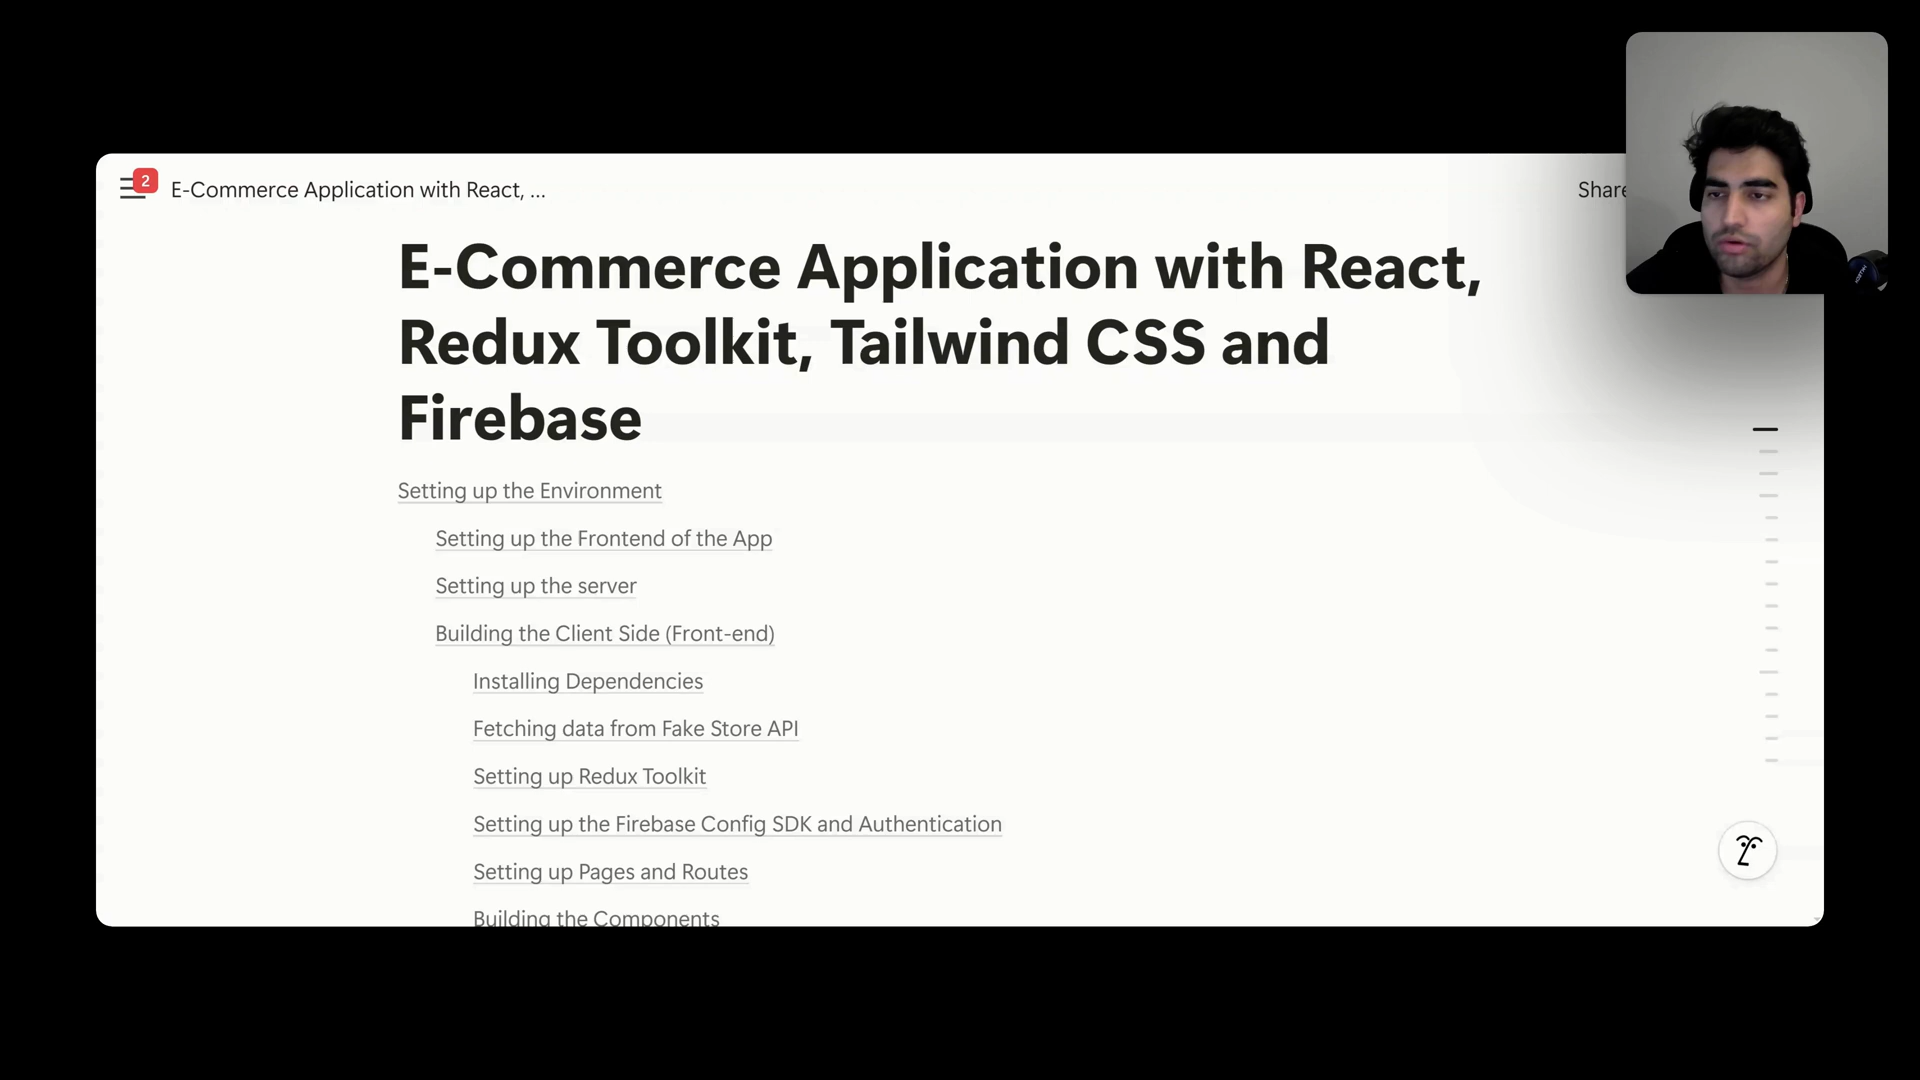 2
E-Commerce Application with React, ...
Share
E-Commerce Application with React,
Redux Toolkit, Tailwind CSS and
Firebase
Setting up the Environment
Setting up the Frontend of the App
Setting up the server
Building the Client Side (Front-end)
Installing Dependencies
Fetching data from Fake Store API
Setting up Redux Toolkit
Setting up the Firebase Config SDK and Authentication
Setting up Pages and Routes
Building the Components